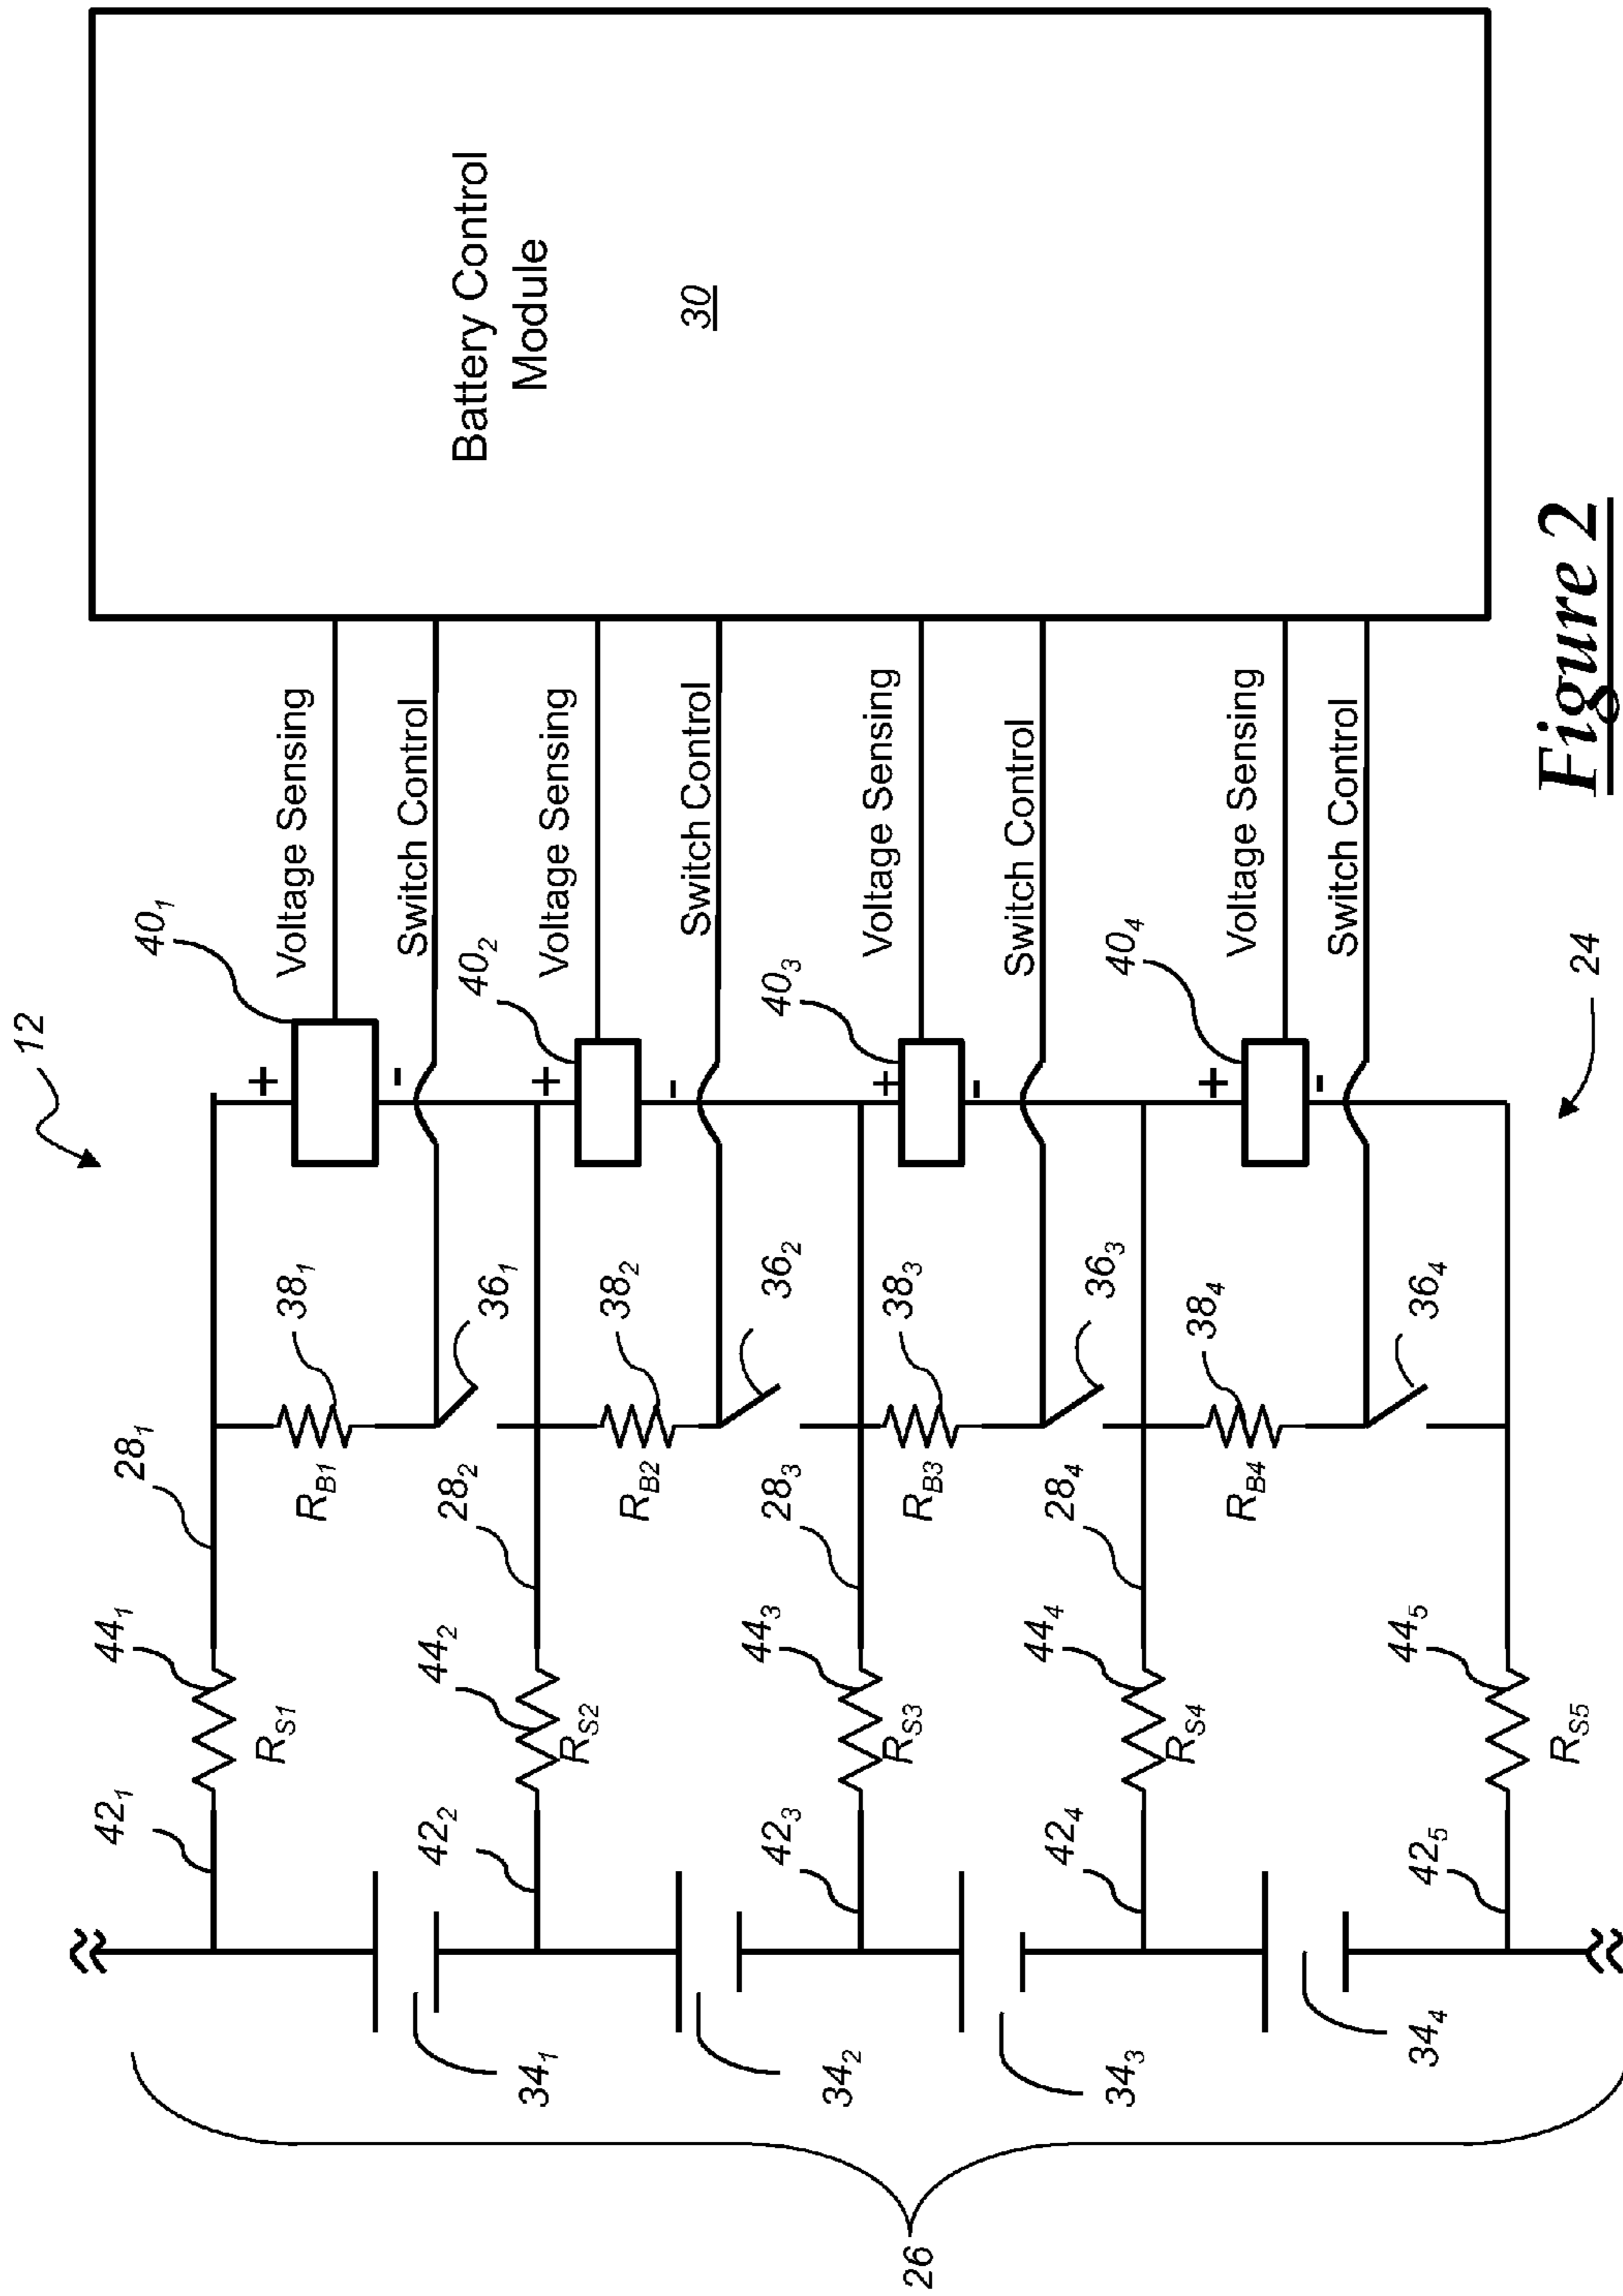 12
40₁
Voltage Sensing
Switch Control
40₂
Voltage Sensing
Switch Control
40₃
Voltage Sensing
Switch Control
40₄
Voltage Sensing
Switch Control
Battery Control
Module
30
+
-
+
-
+
-
+
-
42₁
44₁
R_S1
28₁
R_B1
38₁
36₁
34₁
42₂
44₂
R_S2
28₂
R_B2
38₂
36₂
34₂
42₃
44₃
R_S3
28₃
R_B3
38₃
36₃
34₃
42₄
44₄
R_S4
28₄
R_B4
38₄
36₄
34₄
42₅
44₅
R_S5
26
24
Figure 2